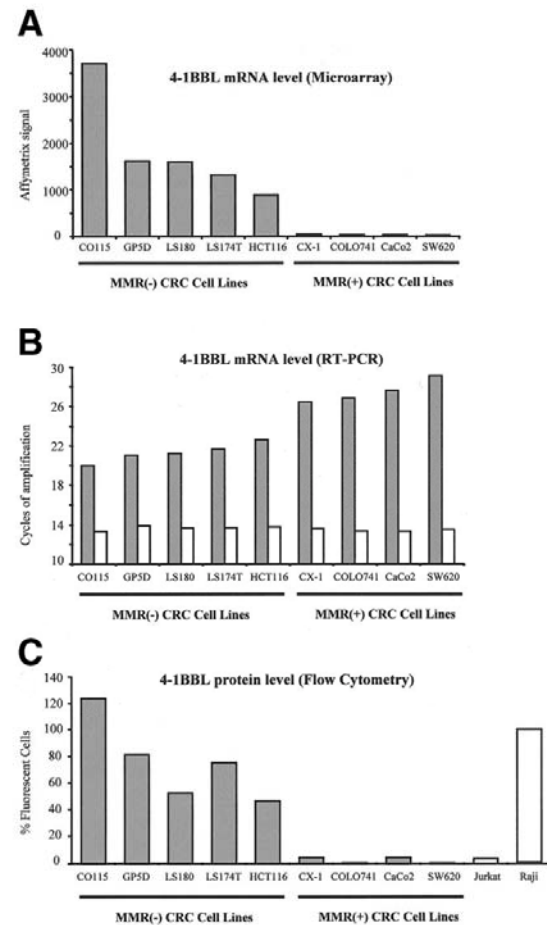 A
4-1BBL mRNA level (Microarray)
Affymetrix signal
4000
3000
2000
1000
0
CO115 GP5D LS180 LS174T HCT116 CX-1 COLO741 CaCo2 SW620
MMR(-) CRC Cell Lines MMR(+) CRC Cell Lines
B
4-1BBL mRNA level (RT-PCR)
Cycles of amplification
30
26
22
18
14
10
CO115 GP5D LS180 LS174T HCT116 CX-1 COLO741 CaCo2 SW620
MMR(-) CRC Cell Lines MMR(+) CRC Cell Lines
C
4-1BBL protein level (Flow Cytometry)
% Fluorescent Cells
140
120
100
80
60
40
20
0
CO115 GP5D LS180 LS174T HCT116 CX-1 COLO741 CaCo2 SW620 Jurkat Raji
MMR(-) CRC Cell Lines MMR(+) CRC Cell Lines